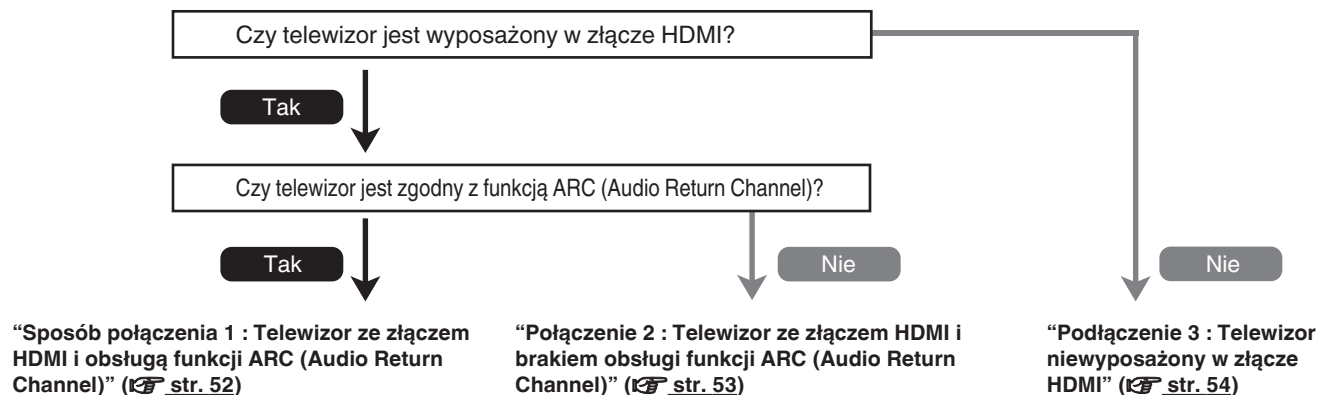 Czy telewizor jest wyposażony w złącze HDMI?
Tak
Czy telewizor jest zgodny z funkcją ARC (Audio Return Channel)?
Tak
Nie
Nie
“Sposób połączenia 1 : Telewizor ze złączem
HDMI i obsługą funkcji ARC (Audio Return
Channel)” (☞ str. 52)
“Połączenie 2 : Telewizor ze złączem HDMI i
brakiem obsługi funkcji ARC (Audio Return
Channel)” (☞ str. 53)
“Podłączenie 3 : Telewizor
niewyposażony w złącze
HDMI” (☞ str. 54)